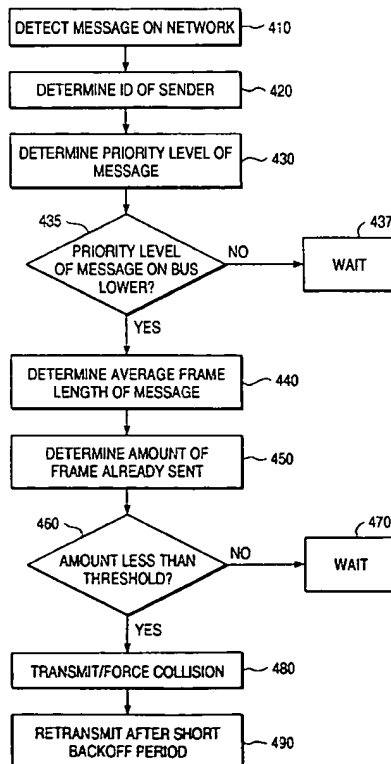 DETECT MESSAGE ON NETWORK
410
DETERMINE ID OF SENDER
420
DETERMINE PRIORITY LEVEL OF
MESSAGE
430
435
PRIORITY LEVEL
OF MESSAGE ON BUS
LOWER?
NO
437
WAIT
YES
DETERMINE AVERAGE FRAME
LENGTH OF MESSAGE
440
DETERMINE AMOUNT OF
FRAME ALREADY SENT
450
460
AMOUNT LESS THAN
THRESHOLD?
NO
470
WAIT
YES
TRANSMIT/FORCE COLLISION
480
RETRANSMIT AFTER SHORT
BACKOFF PERIOD
490